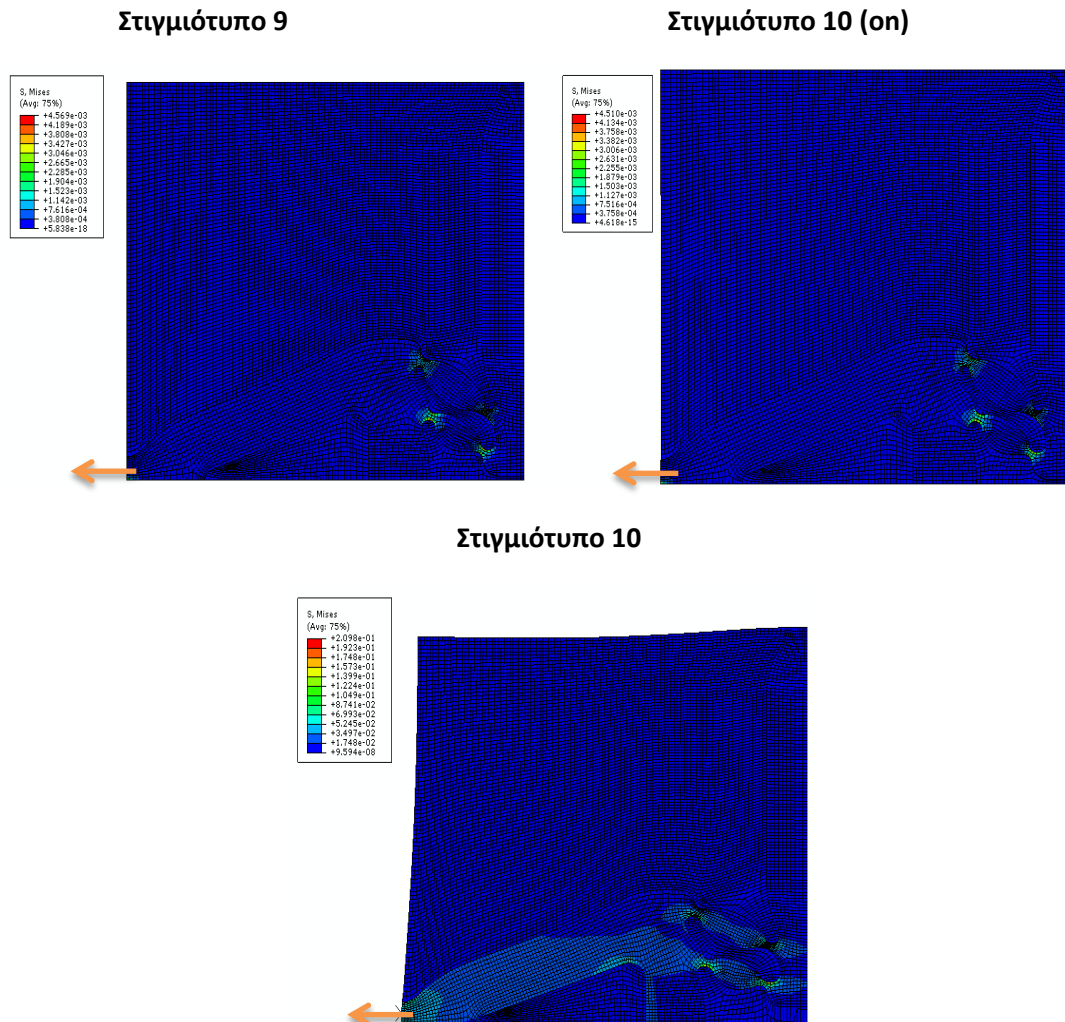 Στιγμιότυπο 9
Στιγμιότυπο 10 (on)
S, Mises
(Avg: 75%)
+4.569e-03
+4.189e-03
+3.808e-03
+3.427e-03
+3.046e-03
+2.665e-03
+2.285e-03
+1.904e-03
+1.523e-03
+1.142e-03
+7.616e-04
+3.808e-04
+5.838e-18
S, Mises
(Avg: 75%)
+4.510e-03
+4.134e-03
+3.758e-03
+3.382e-03
+3.006e-03
+2.631e-03
+2.255e-03
+1.879e-03
+1.503e-03
+1.127e-03
+7.516e-04
+3.758e-04
+4.618e-15
Στιγμιότυπο 10
S, Mises
(Avg: 75%)
+2.098e-01
+1.923e-01
+1.748e-01
+1.573e-01
+1.399e-01
+1.224e-01
+1.049e-01
+8.741e-02
+6.993e-02
+5.245e-02
+3.497e-02
+1.748e-02
+9.594e-08